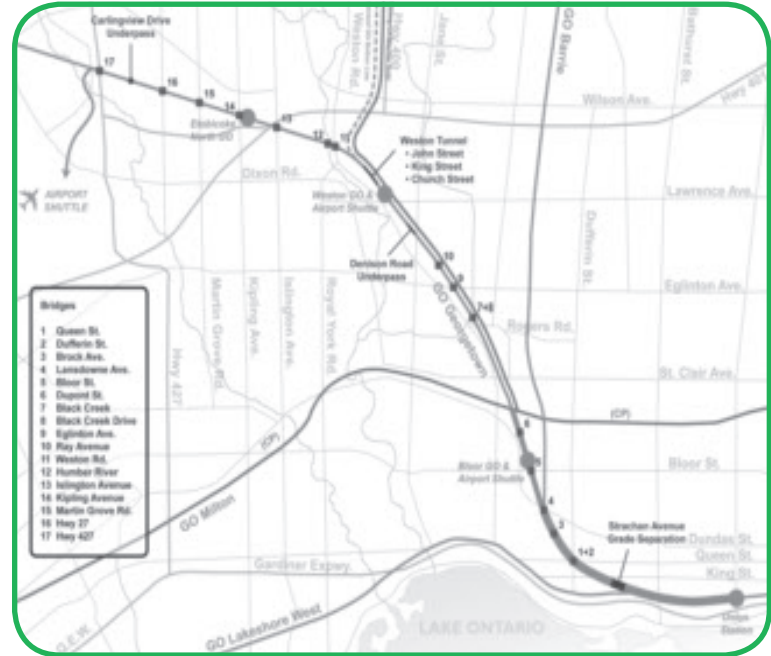 Carlingview Drive
Underpass
17
16
15
14
Etobicoke
North GO
13
12
11
Weston Rd.
Hwy 400
Jane St.
GO Barrie
Bathurst St.
Wilson Ave.
Hwy 401
Weston Tunnel
• John Street
• King Street
• Church Street
Dixon Rd.
AIRPORT
SHUTTLE
Weston GO &
Airport Shuttle
Lawrence Ave.
Dufferin St.
Denison Road
Underpass
10
9
7+8
Eglinton Ave.
GO Georgetown
Rogers Rd.
Martin Grove Rd.
Kipling Ave.
Islington Ave.
Royal York Rd.
Hwy 427
St. Clair Ave.
(CP)
(CP)
6
Bloor GO &
Airport Shuttle
5
Bloor St.
GO Milton
4
3
1+2
Strachan Avenue
Grade Separation
Dundas St.
Queen St.
King St.
Gardiner Expwy.
Q.E.W.
GO Lakeshore West
LAKE ONTARIO
Union
Station
Bridges
1 Queen St.
2 Dufferin St.
3 Brock Ave.
4 Lansdowne Ave.
5 Bloor St.
6 Dupont St.
7 Black Creek
8 Black Creek Drive
9 Eglinton Ave.
10 Ray Avenue
11 Weston Rd.
12 Humber River
13 Islington Avenue
14 Kipling Avenue
15 Martin Grove Rd.
16 Hwy 27
17 Hwy 427